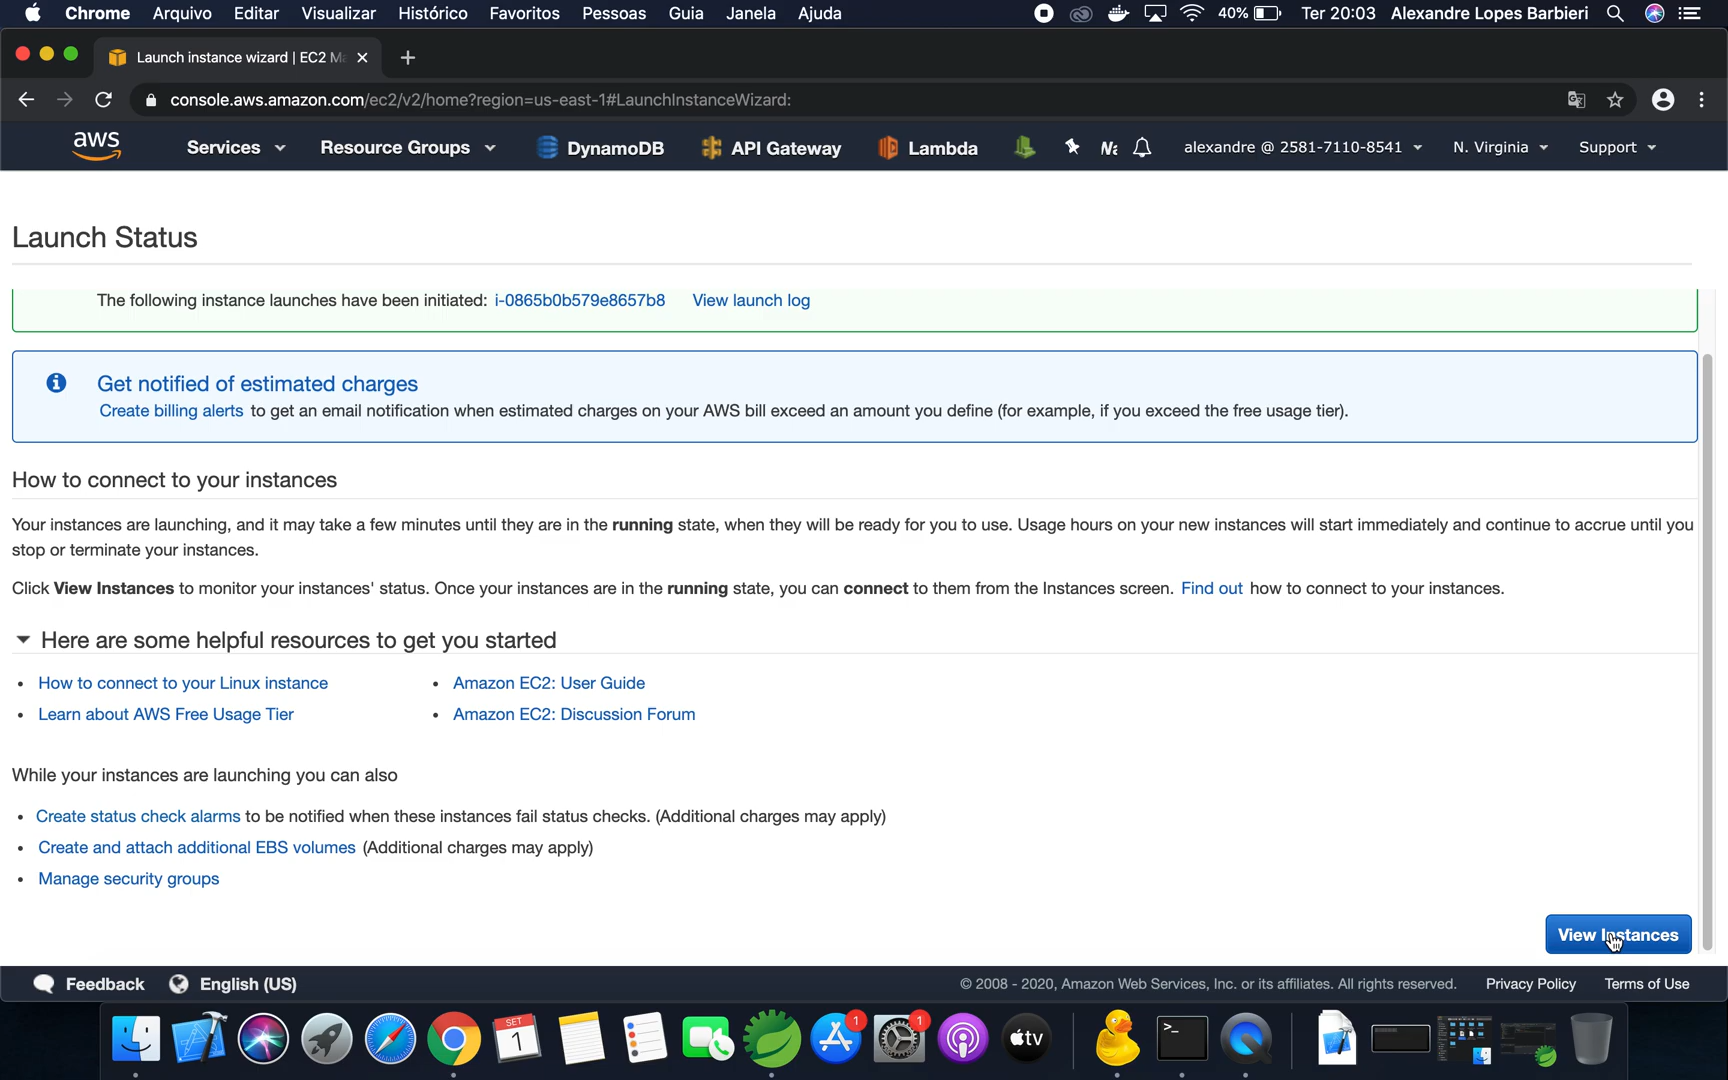 Chrome Arquivo Editar Visualizar Histórico Favoritos Pessoas Guia Janela Ajuda 40% Ter 20:03 Alexandre Lopes Barbieri
Launch instance wizard | EC2 Ma
console.aws.amazon.com/ec2/v2/home?region=us-east-1#LaunchInstanceWizard:
aws Services Resource Groups DynamoDB API Gateway Lambda alexandre @ 2581-7110-8541 N. Virginia Support
Launch Status
The following instance launches have been initiated: i-0865b0b579e8657b8 View launch log
Get notified of estimated charges
Create billing alerts to get an email notification when estimated charges on your AWS bill exceed an amount you define (for example, if you exceed the free usage tier).
How to connect to your instances
Your instances are launching, and it may take a few minutes until they are in the running state, when they will be ready for you to use. Usage hours on your new instances will start immediately and continue to accrue until you
stop or terminate your instances.
Click View Instances to monitor your instances' status. Once your instances are in the running state, you can connect to them from the Instances screen. Find out how to connect to your instances.
Here are some helpful resources to get you started
• How to connect to your Linux instance • Amazon EC2: User Guide
• Learn about AWS Free Usage Tier • Amazon EC2: Discussion Forum
While your instances are launching you can also
• Create status check alarms to be notified when these instances fail status checks. (Additional charges may apply)
• Create and attach additional EBS volumes (Additional charges may apply)
• Manage security groups
View Instances
Feedback English (US) © 2008 - 2020, Amazon Web Services, Inc. or its affiliates. All rights reserved. Privacy Policy Terms of Use
SET 1 1 1 tv >_